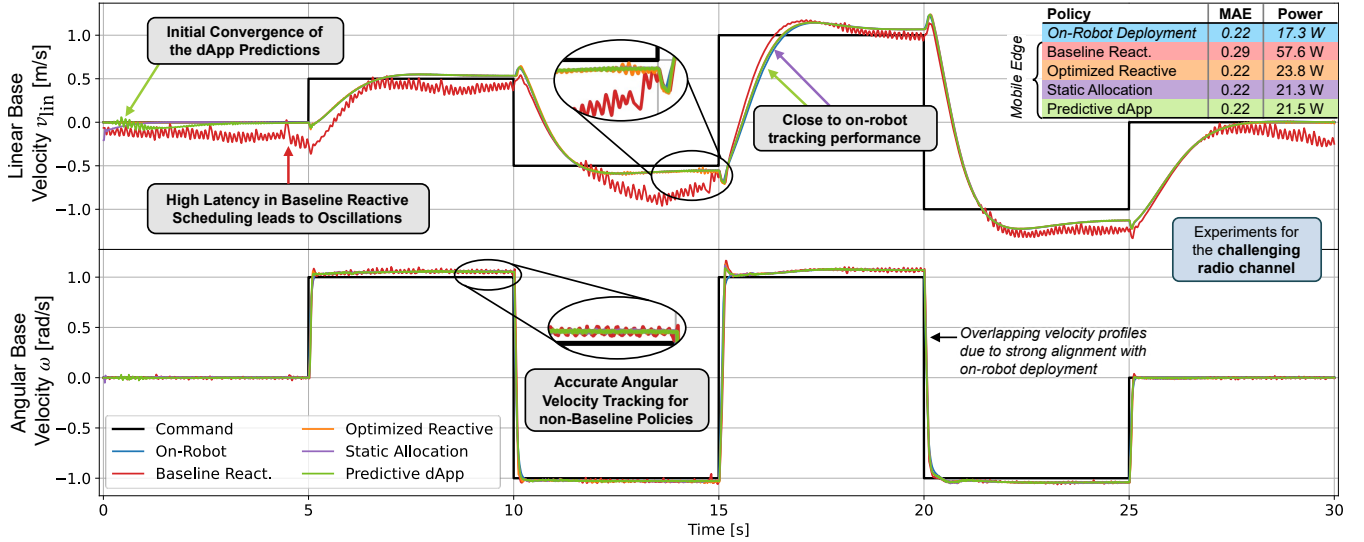 Linear Base
Velocity v_lin [m/s]
1.0
0.5
0.0
−0.5
−1.0
Initial Convergence of
the dApp Predictions
High Latency in Baseline Reactive
Scheduling leads to Oscillations
Close to on-robot
tracking performance
Mobile Edge
Policy MAE Power
On-Robot Deployment 0.22 17.3 W
Baseline React. 0.29 57.6 W
Optimized Reactive 0.22 23.8 W
Static Allocation 0.22 21.3 W
Predictive dApp 0.22 21.5 W
Experiments for
the challenging
radio channel
Angular Base
Velocity ω [rad/s]
1.0
0.5
0.0
−0.5
−1.0
Accurate Angular
Velocity Tracking for
non-Baseline Policies
Overlapping velocity profiles
due to strong alignment with
on-robot deployment
Command
On-Robot
Baseline React.
Optimized Reactive
Static Allocation
Predictive dApp
0 5 10 15 20 25 30
Time [s]